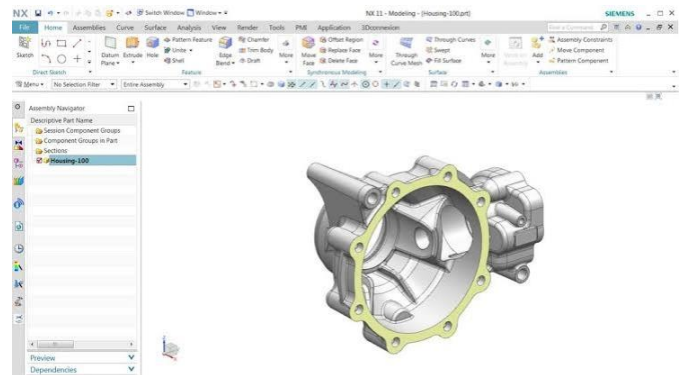 NX Switch Window Window NX 11 - Modeling - [Housing-100.prt] SIEMENS
File Home Assemblies Curve Surface Analysis View Render Tools PMI Application 3Dconnexion
Pattern Feature Chamfer Offset Region Through Curves Assembly Constraints
Unite Trim Body Replace Face Swept Move Component
Shell Draft Delete Face Fill Surface Pattern Component
Sketch Datum Plane Extrude Hole Edge Blend More Move Face More Through Curve Mesh More Add
Direct Sketch Feature Synchronous Modeling Surface Assemblies
Menu No Selection Filter Entire Assembly
Assembly Navigator
Descriptive Part Name
Session Component Groups
Component Groups in Part
Sections
Housing-100
Preview
Dependencies